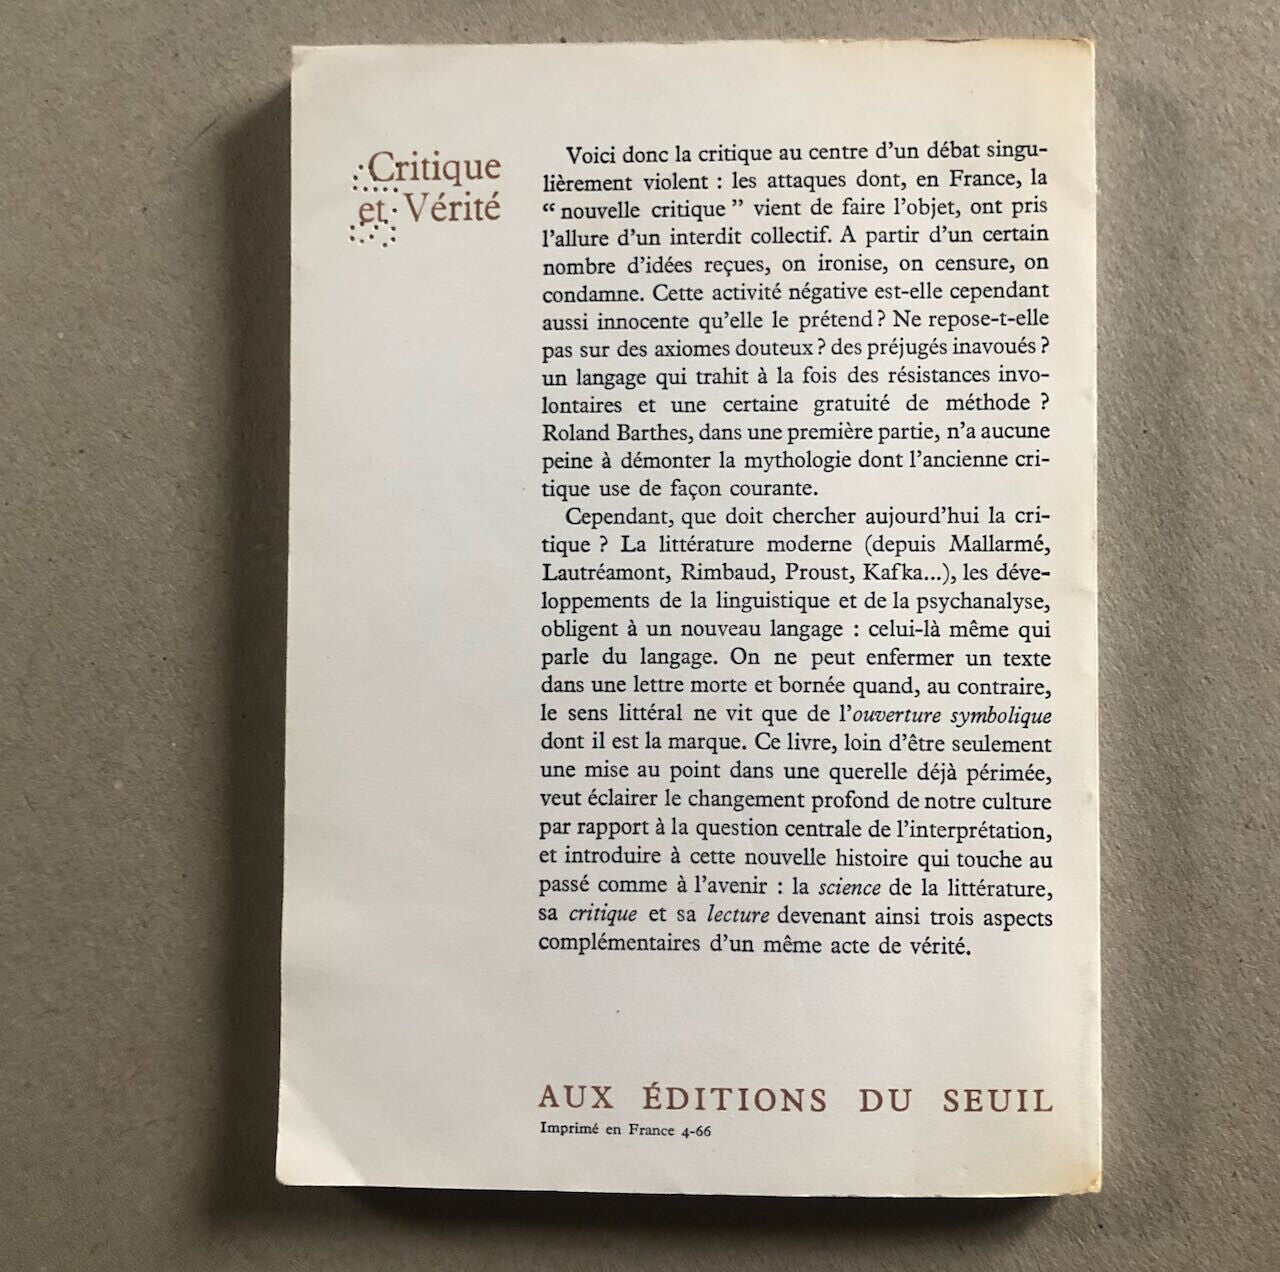 Critique
et Vérité
Voici donc la critique au centre d'un débat singu-
lièrement violent : les attaques dont, en France, la
“ nouvelle critique ” vient de faire l'objet, ont pris
l'allure d'un interdit collectif. A partir d'un certain
nombre d'idées reçues, on ironise, on censure, on
condamne. Cette activité négative est-elle cependant
aussi innocente qu'elle le prétend ? Ne repose-t-elle
pas sur des axiomes douteux ? des préjugés inavoués ?
un langage qui trahit à la fois des résistances invo-
lontaires et une certaine gratuité de méthode ?
Roland Barthes, dans une première partie, n'a aucune
peine à démonter la mythologie dont l'ancienne cri-
tique use de façon courante.
Cependant, que doit chercher aujourd'hui la cri-
tique ? La littérature moderne (depuis Mallarmé,
Lautréamont, Rimbaud, Proust, Kafka...), les déve-
loppements de la linguistique et de la psychanalyse,
obligent à un nouveau langage : celui-là même qui
parle du langage. On ne peut enfermer un texte
dans une lettre morte et bornée quand, au contraire,
le sens littéral ne vit que de l'ouverture symbolique
dont il est la marque. Ce livre, loin d'être seulement
une mise au point dans une querelle déjà périmée,
veut éclairer le changement profond de notre culture
par rapport à la question centrale de l'interprétation,
et introduire à cette nouvelle histoire qui touche au
passé comme à l'avenir : la science de la littérature,
sa critique et sa lecture devenant ainsi trois aspects
complémentaires d'un même acte de vérité.
AUX ÉDITIONS DU SEUIL
Imprimé en France 4-66